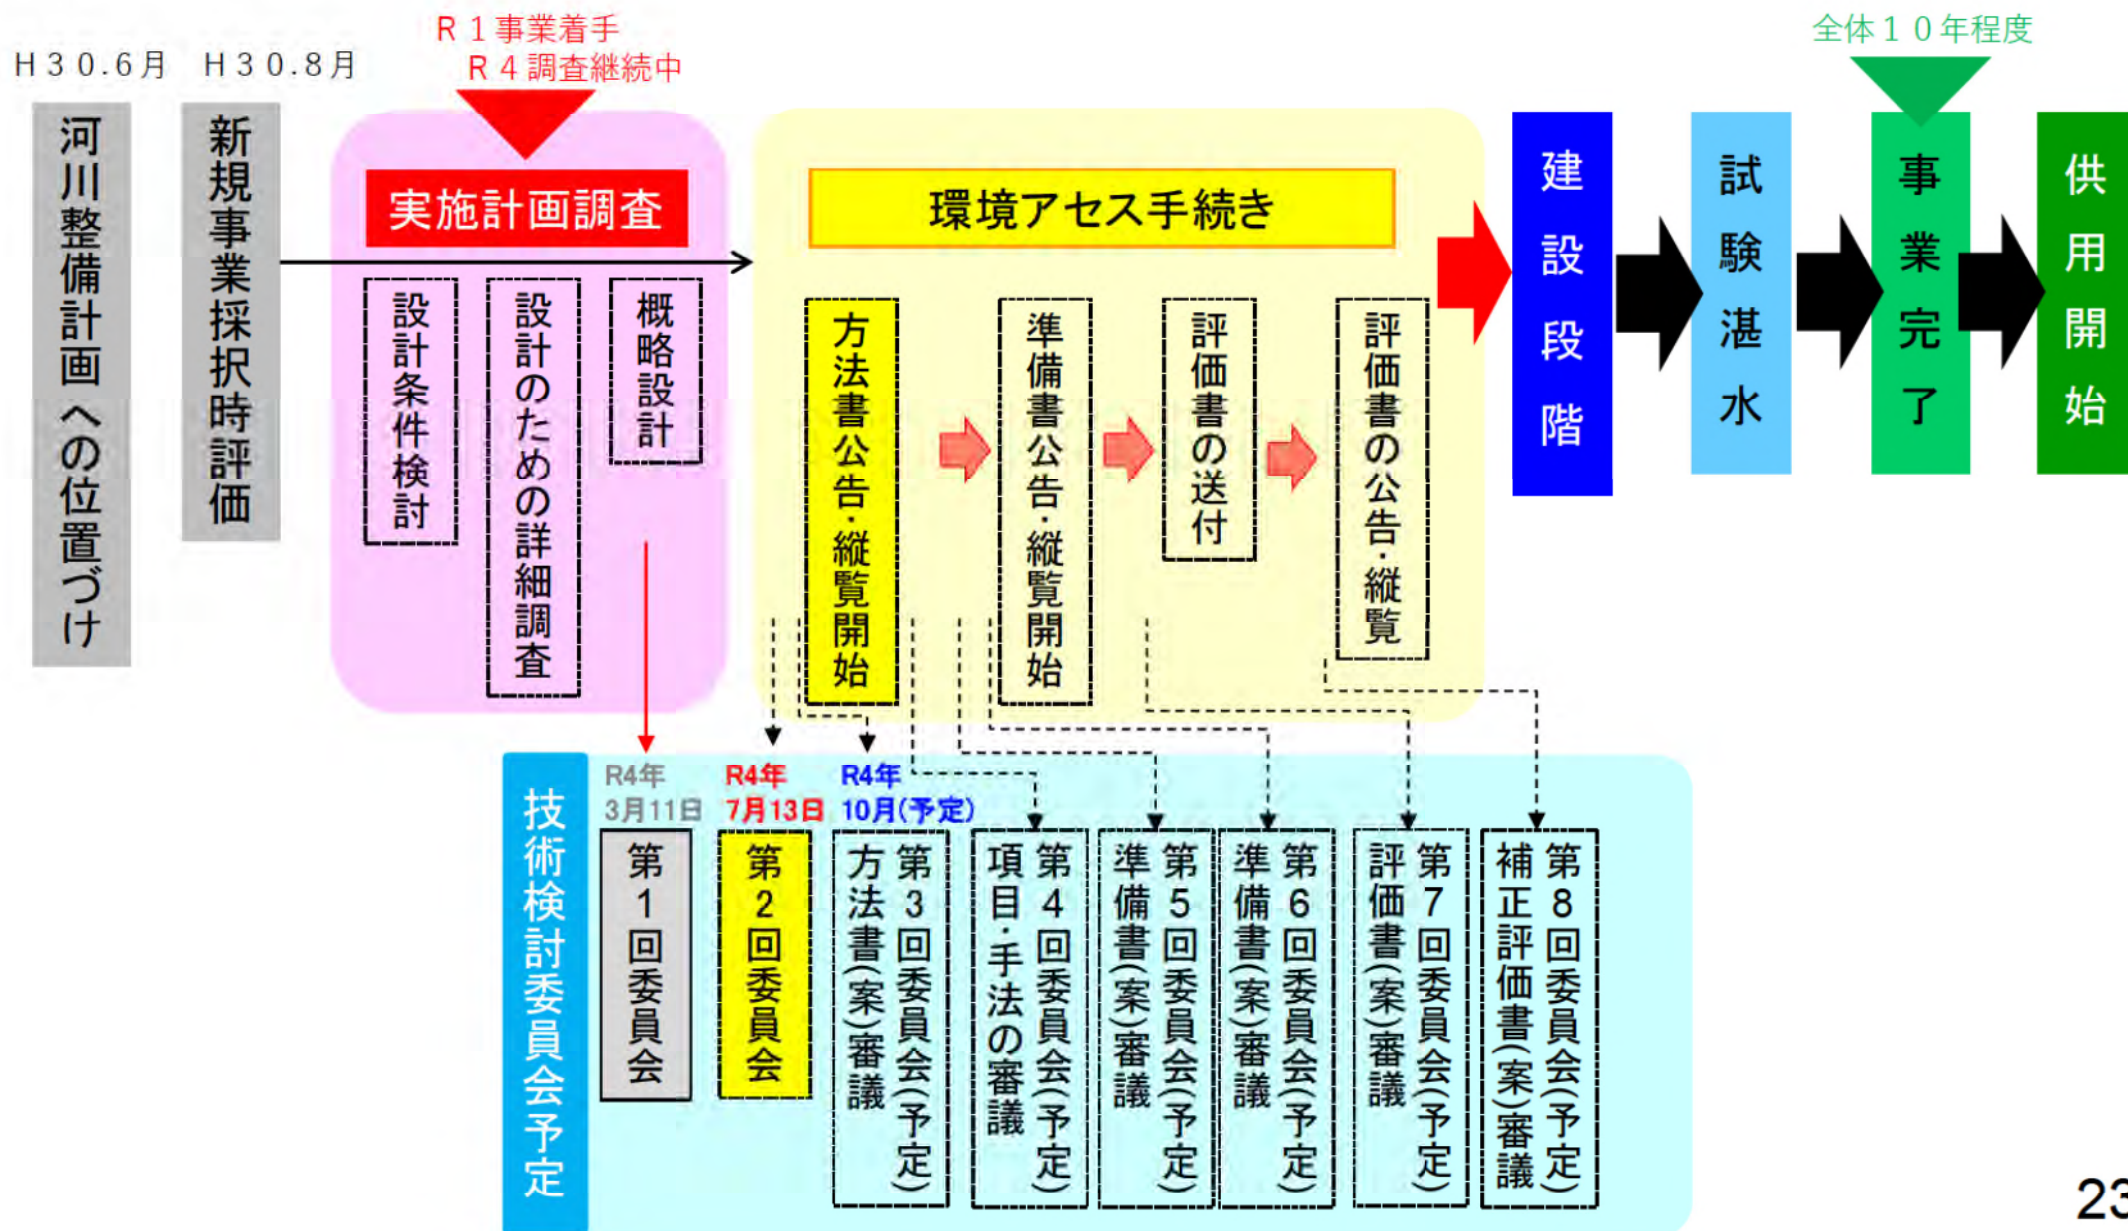 R1事業着手
R4調査継続中
全体10年程度
H30.6月
H30.8月
河川整備計画への位置づけ
新規事業採択時評価
実施計画調査
設計条件検討
設計のための詳細調査
概略設計
環境アセス手続き
方法書公告・縦覧開始
準備書公告・縦覧開始
評価書の送付
評価書の公告・縦覧
建設段階
試験湛水
事業完了
供用開始
技術検討委員会予定
R4年
3月11日
第1回委員会
R4年
7月13日
第2回委員会
R4年
10月(予定)
第3回委員会(予定)
方法書(案)審議
第4回委員会(予定)
項目・手法の審議
第5回委員会(予定)
準備書(案)審議
第6回委員会(予定)
準備書(案)審議
第7回委員会(予定)
評価書(案)審議
第8回委員会(予定)
補正評価書(案)審議
23